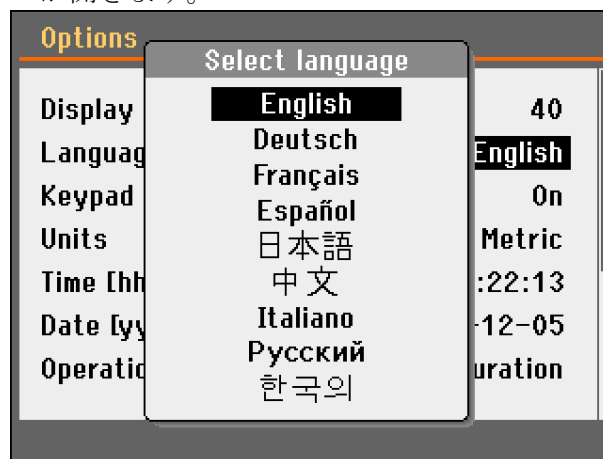 Options
Select language
English
Deutsch
Français
Español
日本語
中文
Italiano
Русский
한국의
Display 40
Languag English
Keypad On
Units Metric
Time [hh :22:13
Date [yy -12-05
Operatio uration